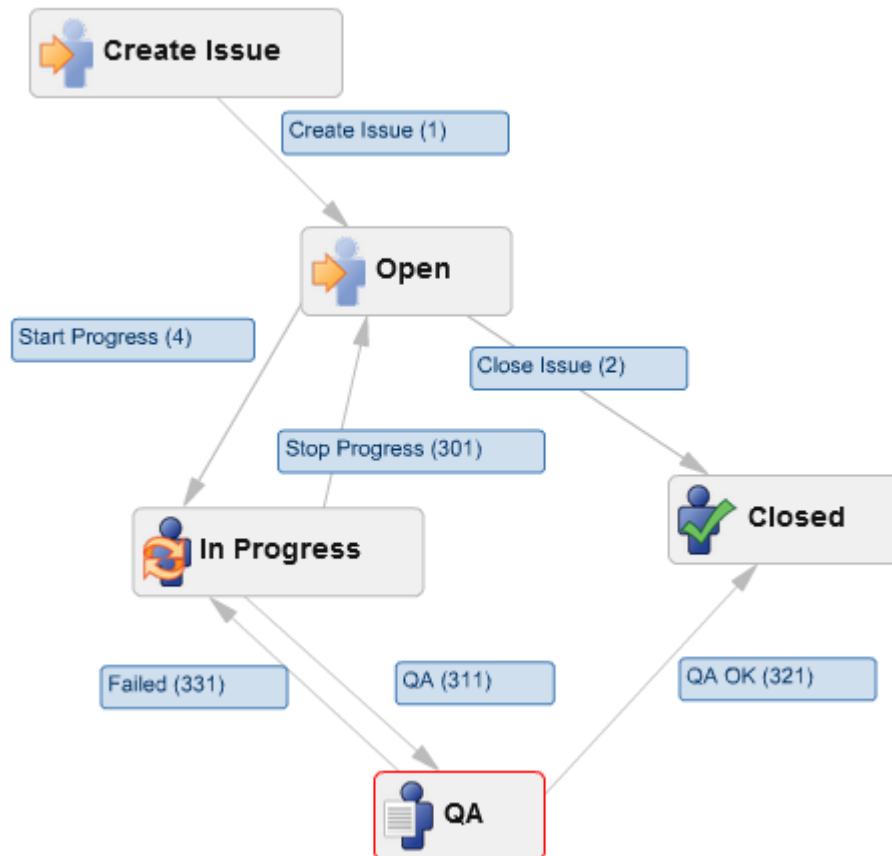 Create Issue
Create Issue (1)
Open
Start Progress (4)
Close Issue (2)
Stop Progress (301)
Closed
In Progress
Failed (331)
QA (311)
QA OK (321)
QA